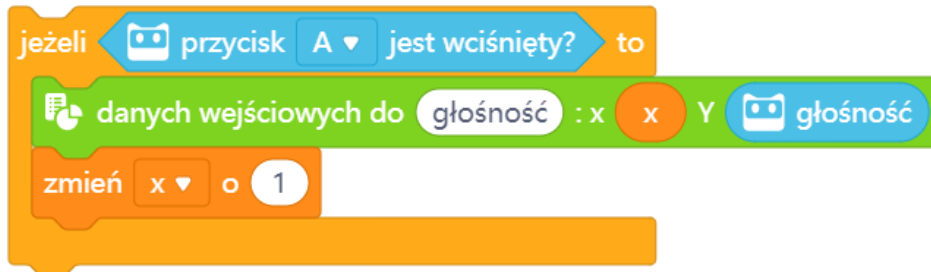 jeżeli przycisk A jest wciśnięty? to
danych wejściowych do głośność : x x Y głośność
zmień x o 1